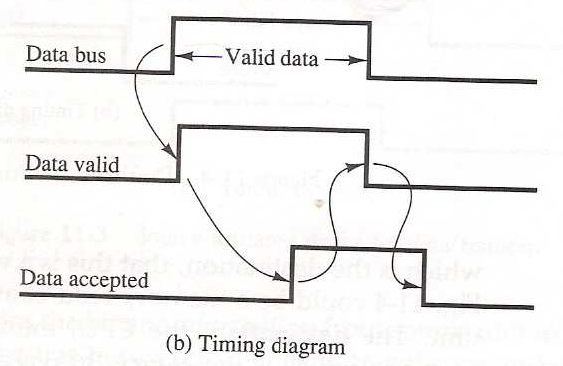 Data bus
Valid data
Data valid
Data accepted
(b) Timing diagram